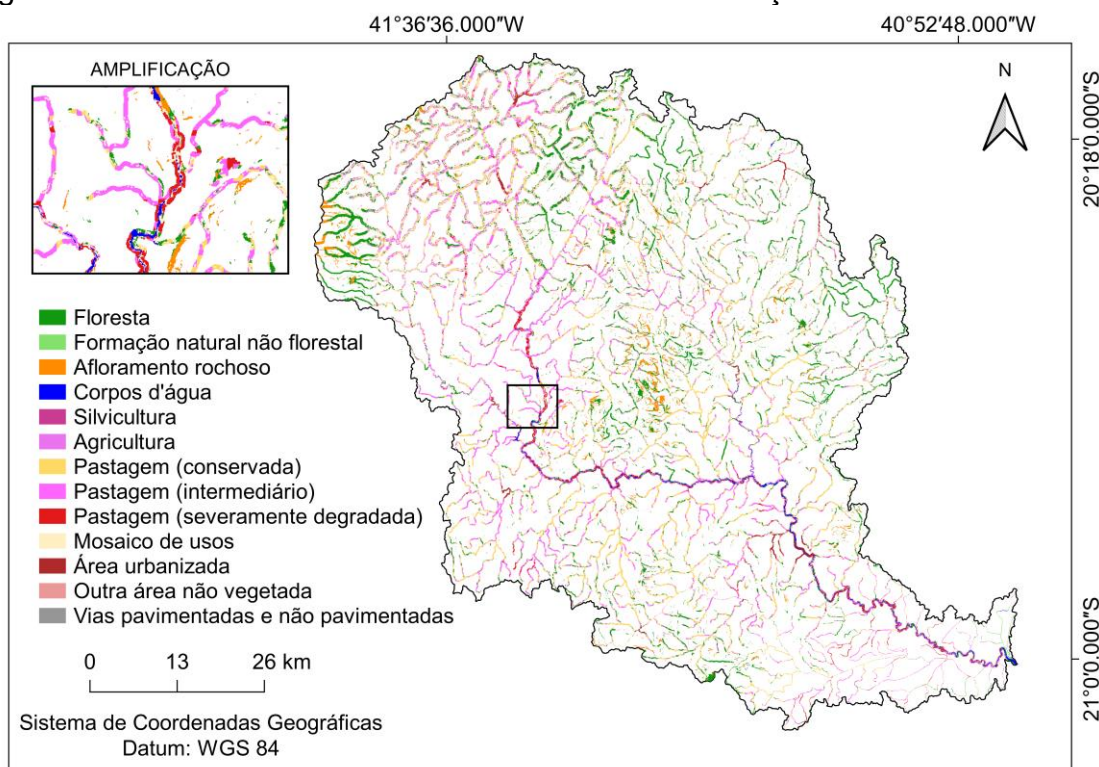 41°36′36.000″W
40°52′48.000″W
AMPLIFICAÇÃO
N
20°18′0.000″S
Floresta
Formação natural não florestal
Afloramento rochoso
Corpos d'água
Silvicultura
Agricultura
Pastagem (conservada)
Pastagem (intermediário)
Pastagem (severamente degradada)
Mosaico de usos
Área urbanizada
Outra área não vegetada
Vias pavimentadas e não pavimentadas
0 13 26 km
21°0′0.000″S
Sistema de Coordenadas Geográficas
Datum: WGS 84